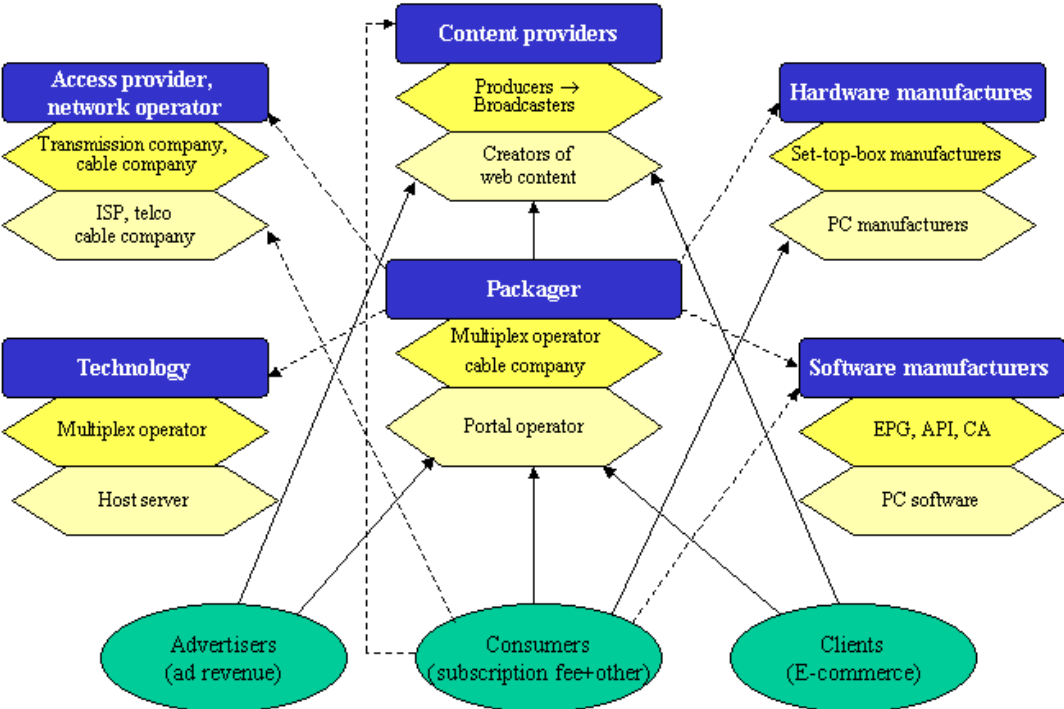 Content providers
Producers →
Broadcasters
Creators of
web content
Access provider,
network operator
Transmission company,
cable company
ISP, telco
cable company
Hardware manufactures
Set-top-box manufacturers
PC manufacturers
Packager
Multiplex operator
cable company
Portal operator
Technology
Multiplex operator
Host server
Software manufacturers
EPG, API, CA
PC software
Advertisers
(ad revenue)
Consumers
(subscription fee+other)
Clients
(E-commerce)